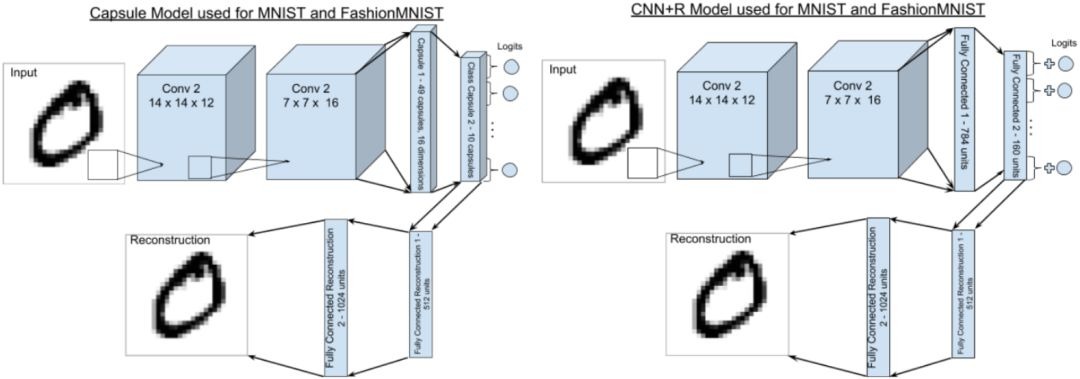 Capsule Model used for MNIST and FashionMNIST
Input
Conv 2
14 x 14 x 12
Conv 2
7 x 7 x 16
Capsule 1 - 49 capsules, 16 dimensions
Class Capsule 2 - 10 capsules
Logits
...
Reconstruction
Fully Connected Reconstruction
2 - 1024 units
Fully Connected Reconstruction 1 -
512 units
CNN+R Model used for MNIST and FashionMNIST
Input
Conv 2
14 x 14 x 12
Conv 2
7 x 7 x 16
Fully Connected 1 - 784 units
Fully Connected 2 - 160 units
Logits
+
+
...
+
Reconstruction
Fully Connected Reconstruction
2 - 1024 units
Fully Connected Reconstruction 1 -
512 units